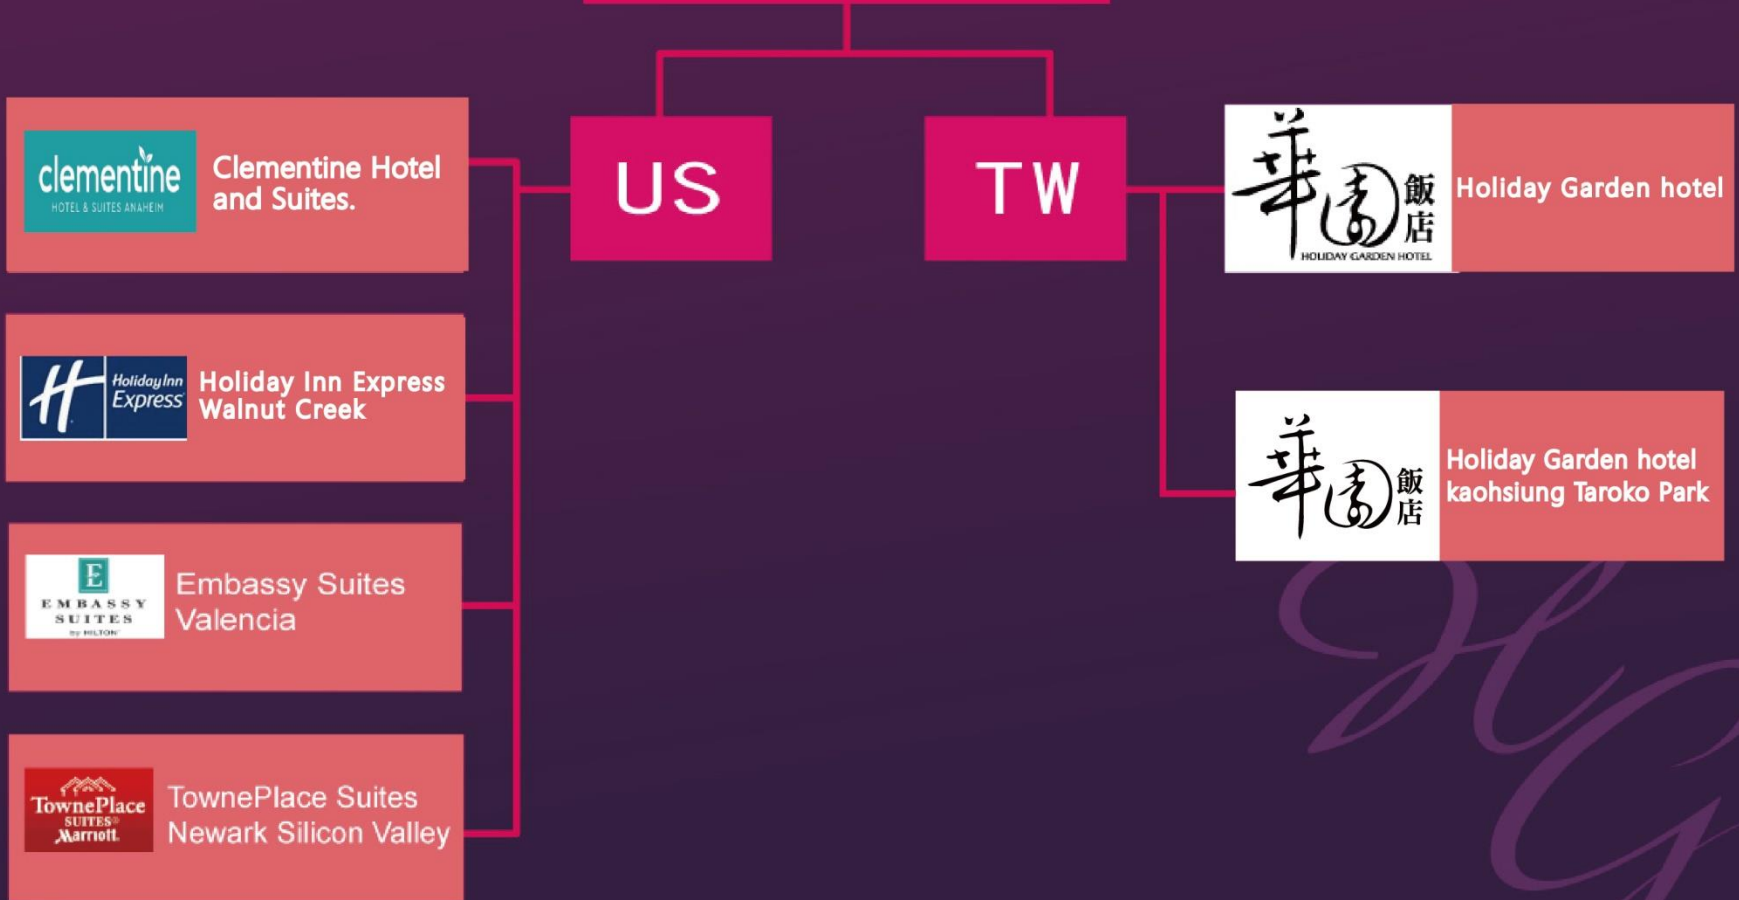 US
TW
clementine
HOTEL & SUITES ANAHEIM
Clementine Hotel
and Suites.
Holiday Inn
Express
Holiday Inn Express
Walnut Creek
E
EMBASSY
SUITES
by HILTON
Embassy Suites
Valencia
TownePlace
SUITES®
Marriott.
TownePlace Suites
Newark Silicon Valley
華園飯店
HOLIDAY GARDEN HOTEL
Holiday Garden hotel
華園飯店
Holiday Garden hotel
kaohsiung Taroko Park
HG